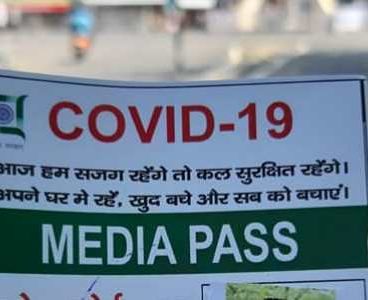 COVID-19
आज हम सजग रहेंगे तो कल सुरक्षित रहेंगे।
अपने घर मे रहें, खुद बचे और सब को बचाएं।
MEDIA PASS